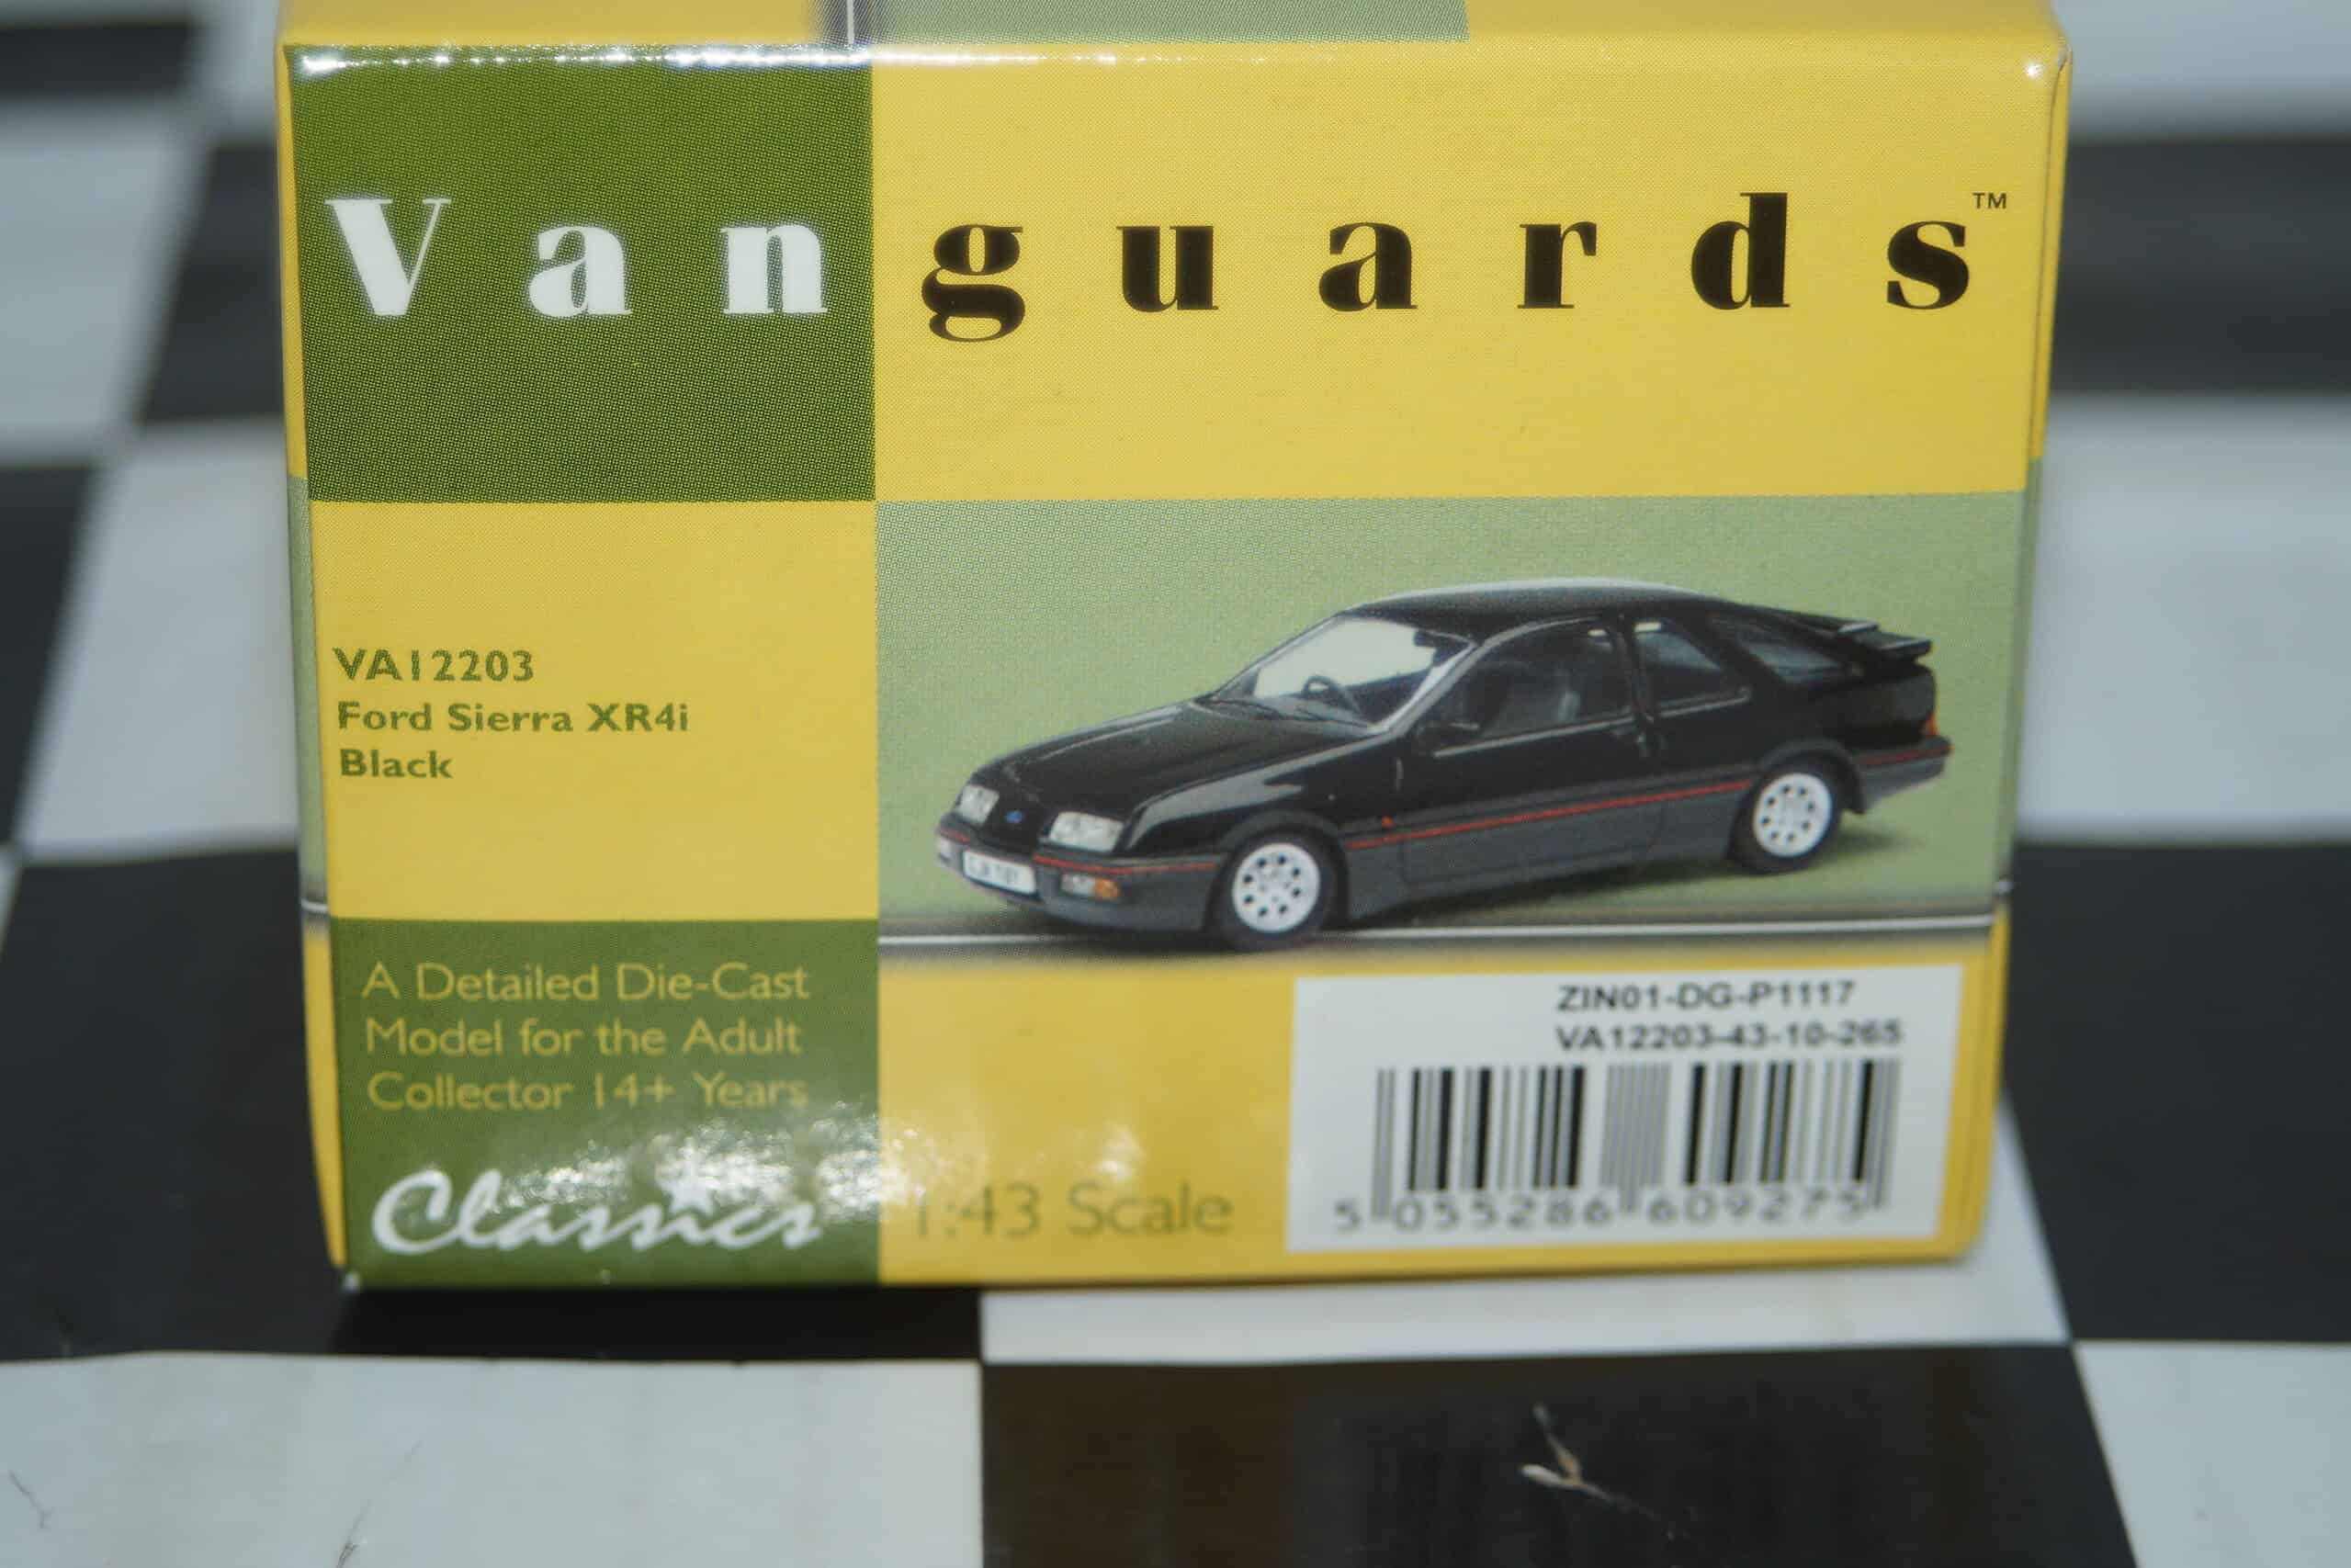 Vanguards™
VA12203
Ford Sierra XR4i
Black
A Detailed Die-Cast
Model for the Adult
Collector 14+ Years
Classics
1:43 Scale
ZIN01-DG-P1117
VA12203-43-10-265
5 055286 609275